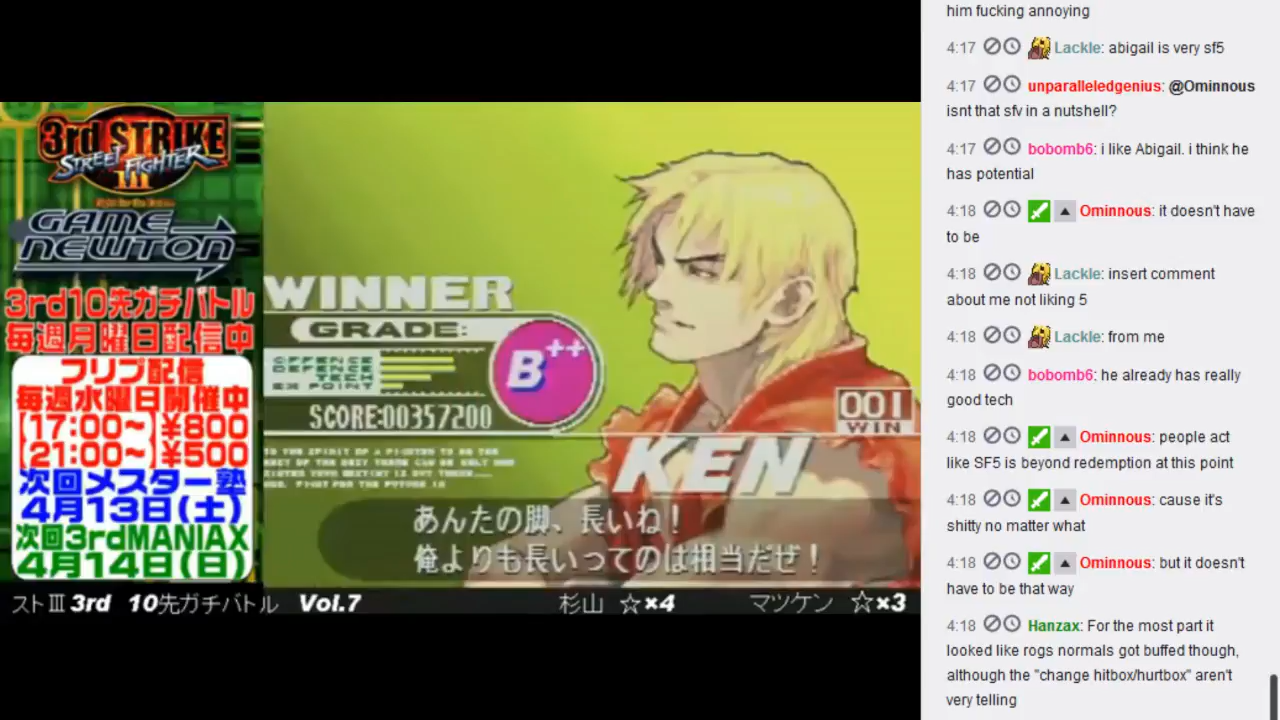 3rd STRIKE
STREET FIGHTER
III
GAME
NEWTON
3rd10先ガチバトル
毎週月曜日配信中
フリプ配信
毎週水曜日開催中
[17:00~]¥800
[21:00~]¥500
次回メスター塾
4月13日(土)
次回3rdMANIAX
4月14日(日)
WINNER
GRADE:
B++
OFFENCE
DEFENCE
TECH
EX POINT
SCORE:00357200
001
WIN
KEN
あんたの脚、長いね！
俺よりも長いってのは相当だぜ！
ストⅢ 3rd 10先ガチバトル Vol.7 杉山 ☆×4 マツケン ☆×3
him fucking annoying
4:17 Lackle: abigail is very sf5
4:17 unparalleledgenius: @Ominnous
isnt that sfv in a nutshell?
4:17 bobomb6: i like Abigail. i think he
has potential
4:18 Ominnous: it doesn't have
to be
4:18 Lackle: insert comment
about me not liking 5
4:18 Lackle: from me
4:18 bobomb6: he already has really
good tech
4:18 Ominnous: people act
like SF5 is beyond redemption at this point
4:18 Ominnous: cause it's
shitty no matter what
4:18 Ominnous: but it doesn't
have to be that way
4:18 Hanzax: For the most part it
looked like rogs normals got buffed though,
although the "change hitbox/hurtbox" aren't
very telling